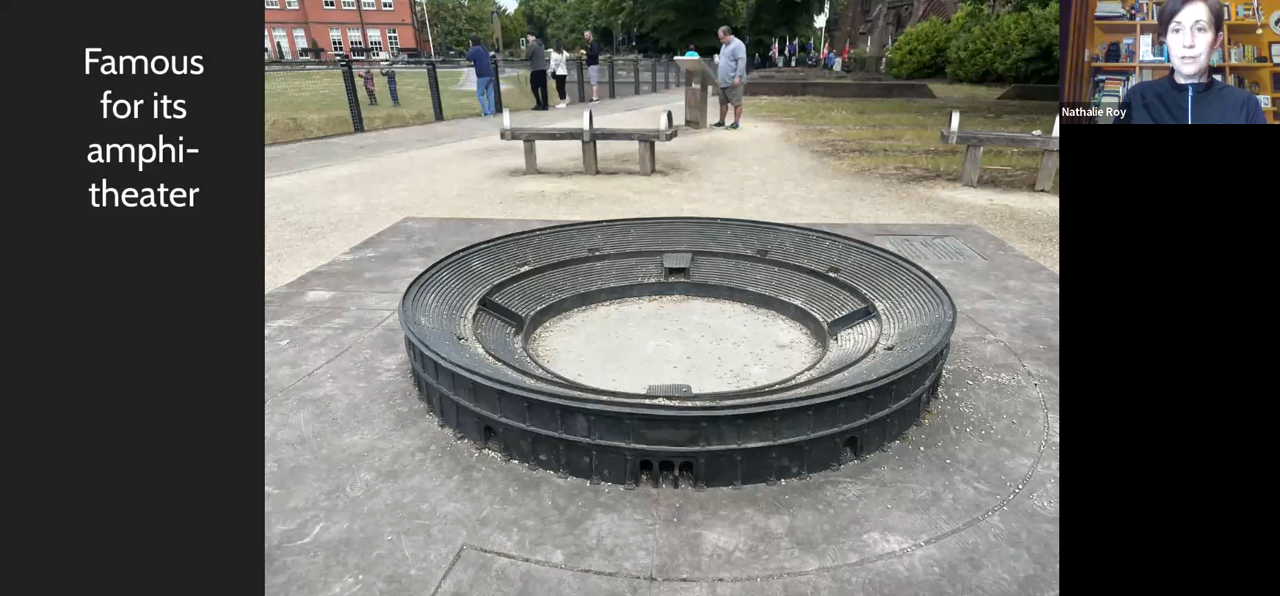 Famous
for its
amphi-
theater
Nathalie Roy